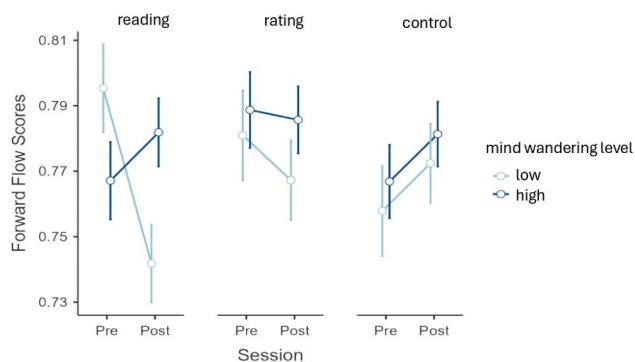 reading rating control
Forward Flow Scores
0.81
0.79
0.77
0.75
0.73
Pre Post Pre Post Pre Post
Session
mind wandering level
low
high